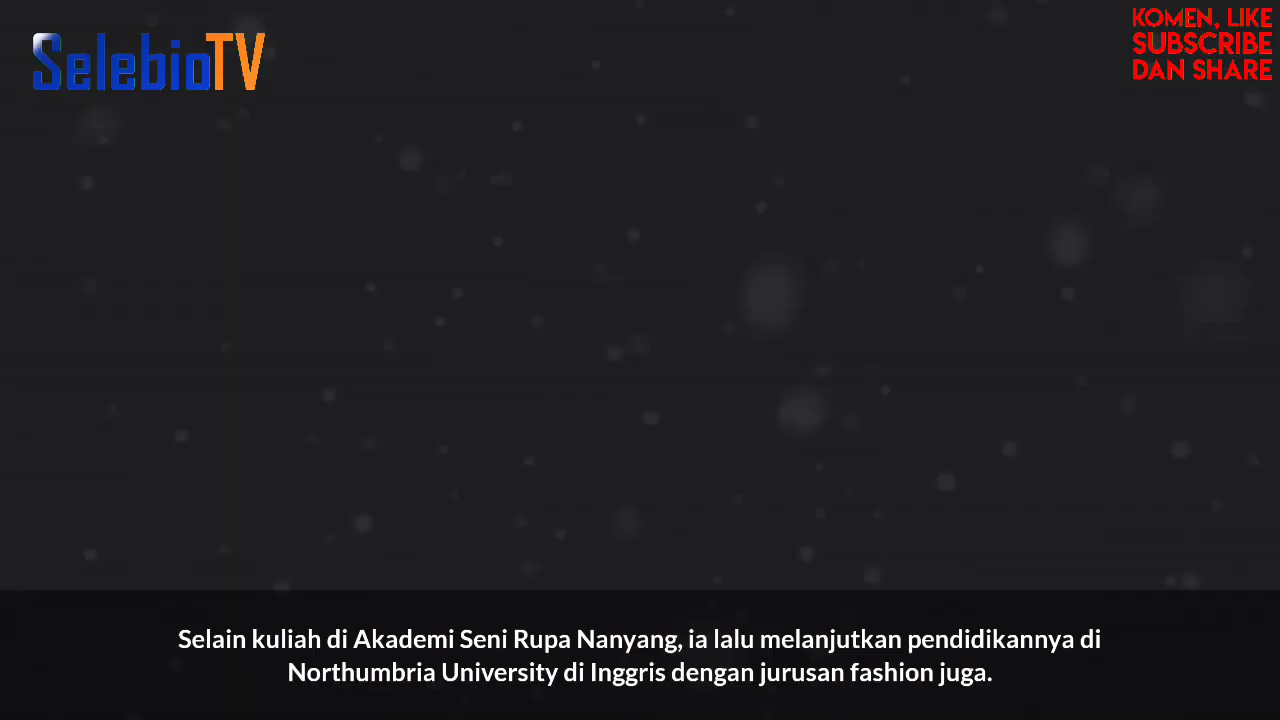 SelebioTV
KOMEN, LIKE
SUBSCRIBE
DAN SHARE
Selain kuliah di Akademi Seni Rupa Nanyang, ia lalu melanjutkan pendidikannya di
Northumbria University di Inggris dengan jurusan fashion juga.